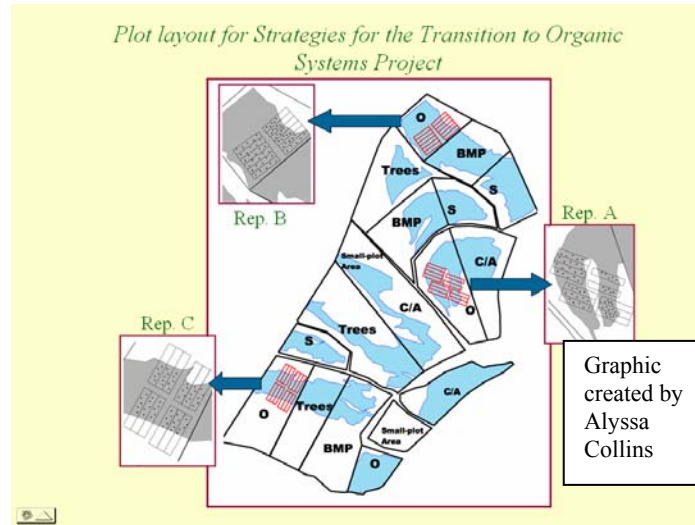 Plot layout for Strategies for the Transition to Organic
Systems Project
O
BMP
Trees
S
Rep. B
BMP
S
Rep. A
Small-plot
Area
C/A
C/A
O
Trees
Rep. C
S
O
Trees
BMP
C/A
Small-plot
Area
O
Graphic
created by
Alyssa
Collins